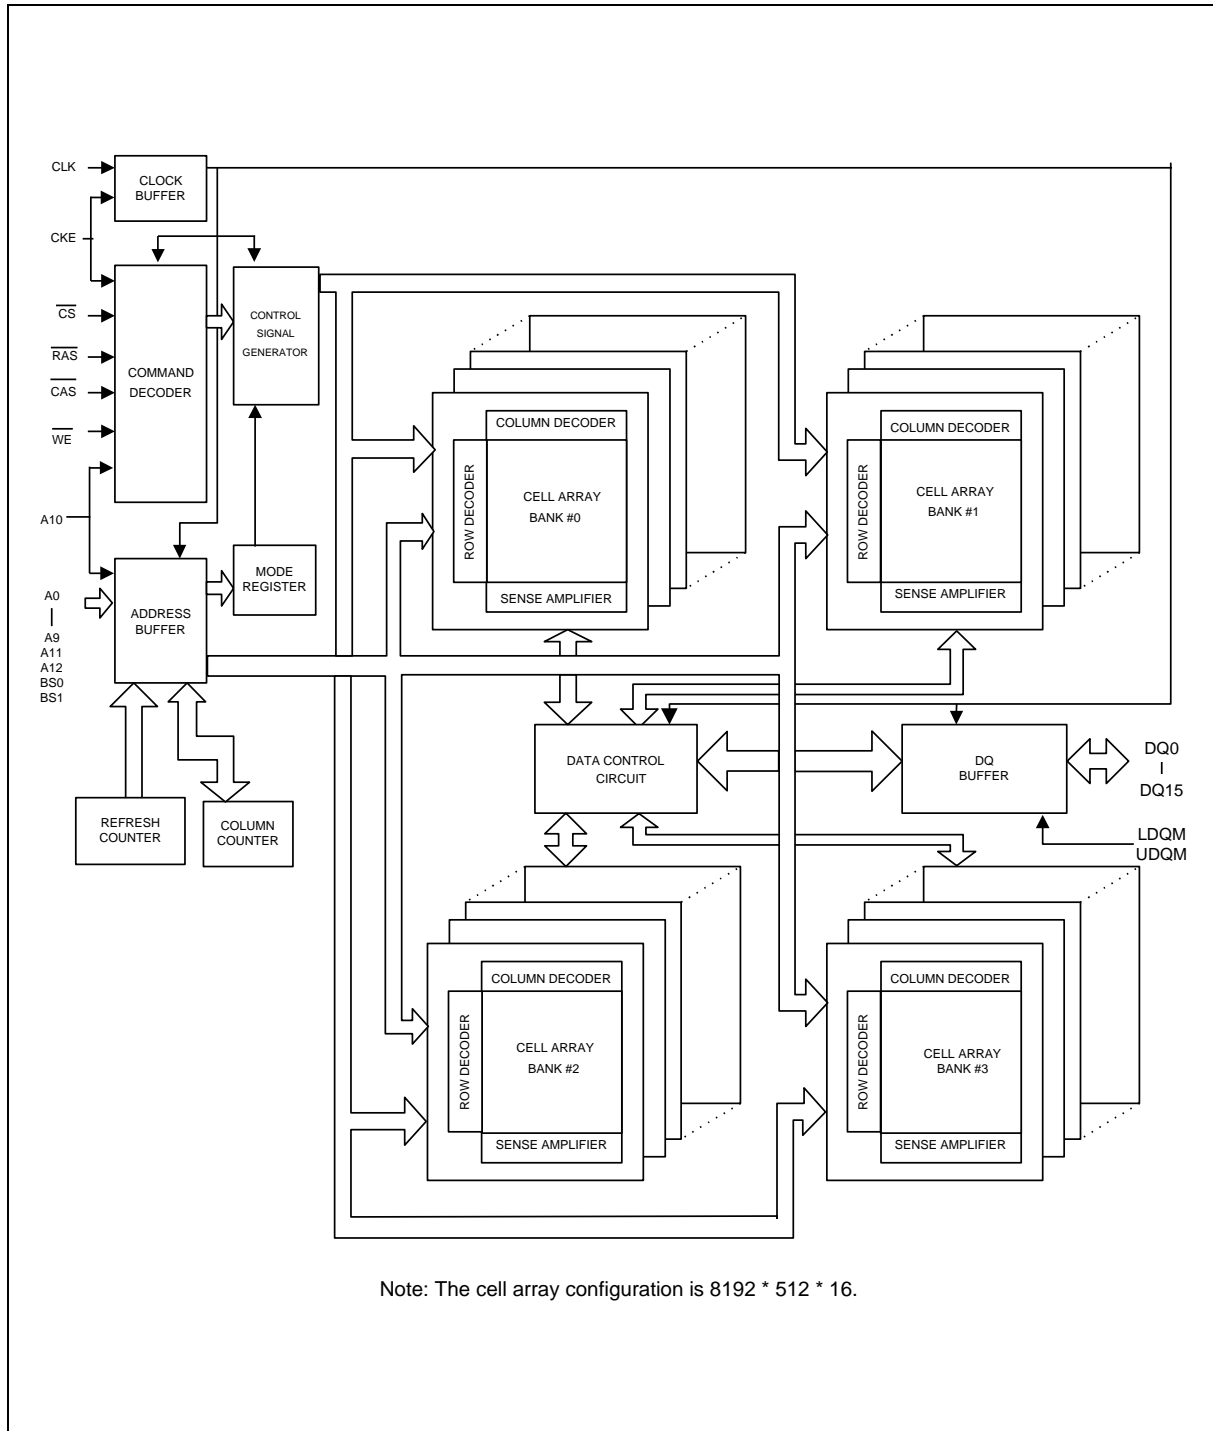 CLK
CLOCK
BUFFER
CKE
CS
RAS
CAS
WE
A10
COMMAND
DECODER
CONTROL
SIGNAL
GENERATOR
MODE
REGISTER
A0
A9
A11
A12
BS0
BS1
ADDRESS
BUFFER
REFRESH
COUNTER
COLUMN
COUNTER
COLUMN DECODER
ROW DECODER
CELL ARRAY
BANK #0
SENSE AMPLIFIER
COLUMN DECODER
ROW DECODER
CELL ARRAY
BANK #1
SENSE AMPLIFIER
DATA CONTROL
CIRCUIT
DQ
BUFFER
DQ0
DQ15
LDQM
UDQM
COLUMN DECODER
ROW DECODER
CELL ARRAY
BANK #2
SENSE AMPLIFIER
COLUMN DECODER
ROW DECODER
CELL ARRAY
BANK #3
SENSE AMPLIFIER
Note: The cell array configuration is 8192 * 512 * 16.